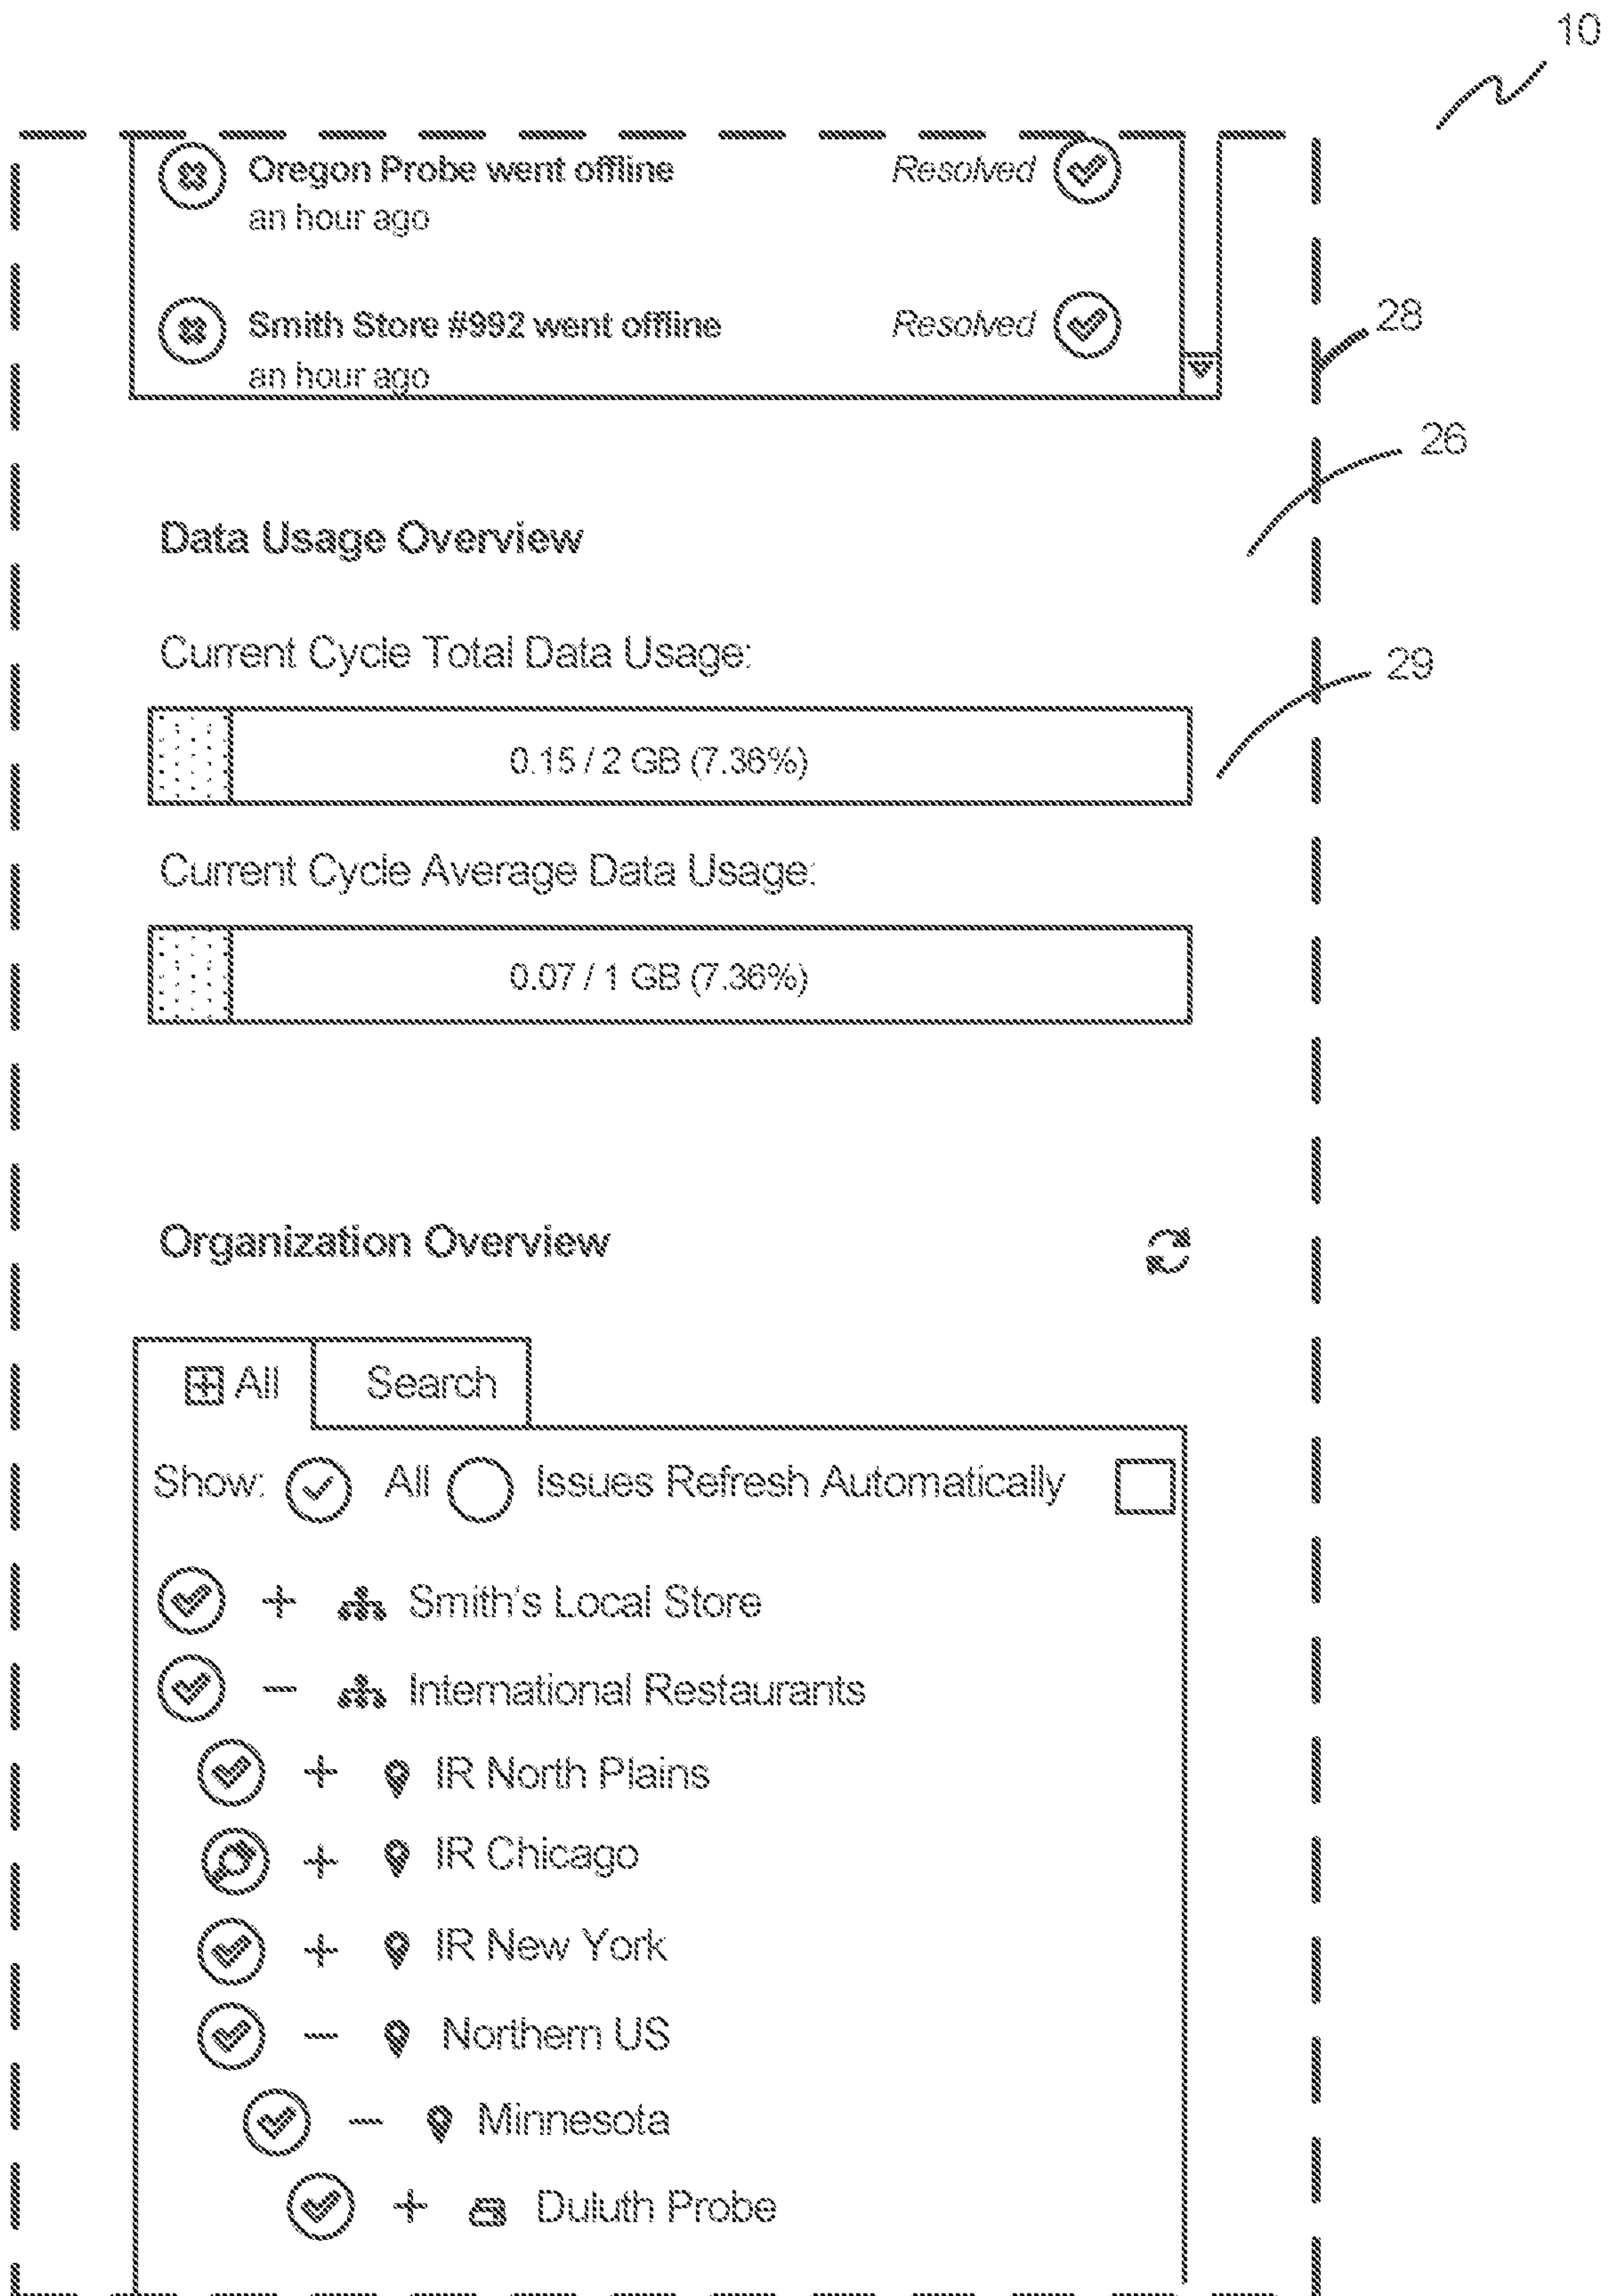 10
Oregon Probe went offline Resolved
an hour ago
28
Smith Store #992 went offline Resolved
an hour ago
26
Data Usage Overview
Current Cycle Total Data Usage:
29
0.15 / 2 GB (7.36%)
Current Cycle Average Data Usage:
0.07 / 1 GB (7.36%)
Organization Overview
All Search
Show: All Issues Refresh Automatically
Smith's Local Store
International Restaurants
IR North Plains
IR Chicago
IR New York
Northern US
Minnesota
Duluth Probe